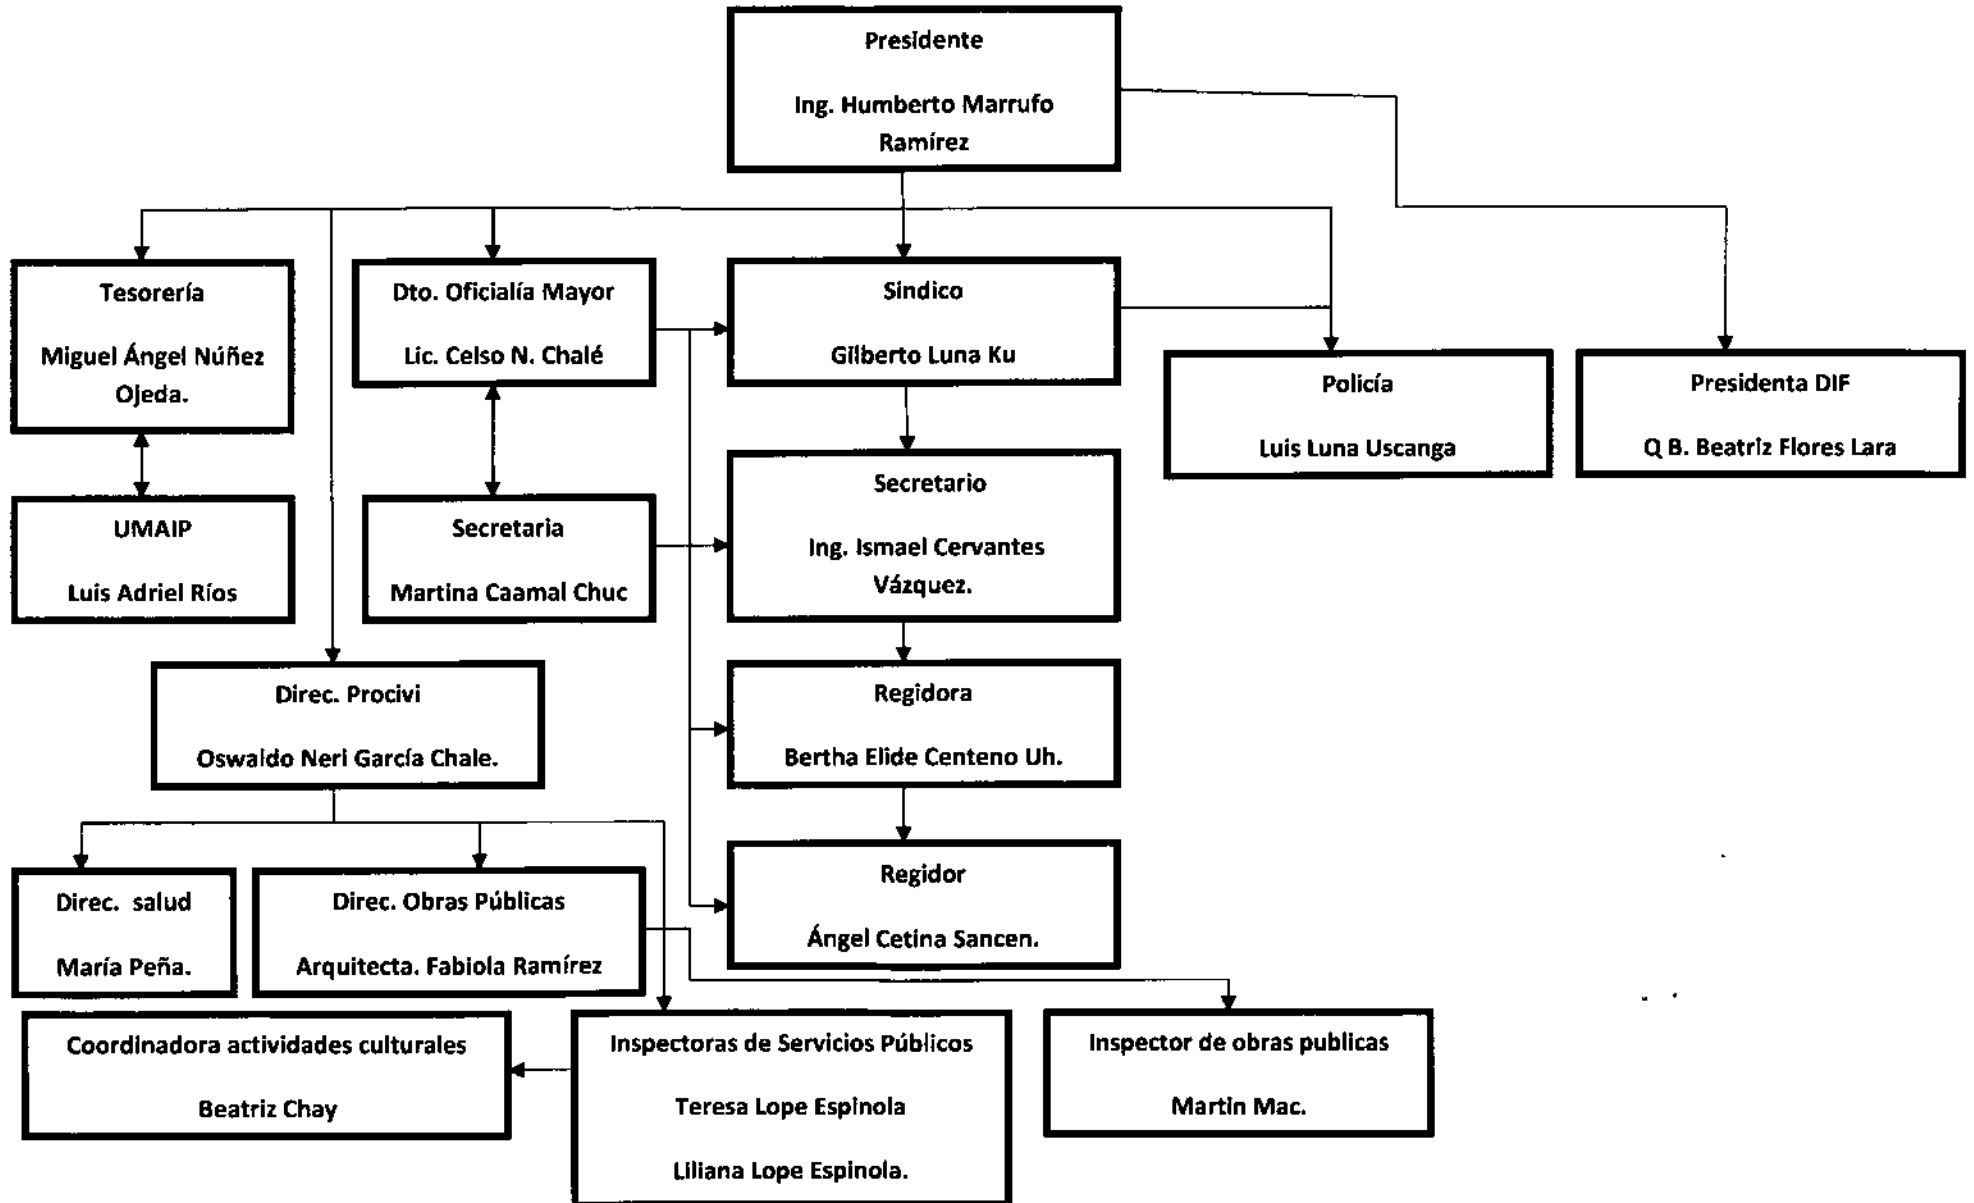 Presidente
Ing. Humberto Marrufo
Ramírez
Tesorería
Miguel Ángel Núñez
Ojeda.
Dto. Oficialía Mayor
Lic. Celso N. Chalé
Sindico
Gilberto Luna Ku
Policía
Luis Luna Uscanga
Presidenta DIF
Q B. Beatriz Flores Lara
UMAIP
Luís Adriel Ríos
Secretaria
Martina Caamal Chuc
Secretario
Ing. Ismael Cervantes
Vázquez.
Direc. Procivi
Oswaldo Neri García Chale.
Regidora
Bertha Elide Centeno Uh.
Direc. salud
María Peña.
Direc. Obras Públicas
Arquitecta. Fabiola Ramírez
Regidor
Ángel Cetina Sancen.
Coordinadora actividades culturales
Beatriz Chay
Inspectoras de Servicios Públicos
Teresa Lope Espinola
Liliana Lope Espinola.
Inspector de obras publicas
Martin Mac.